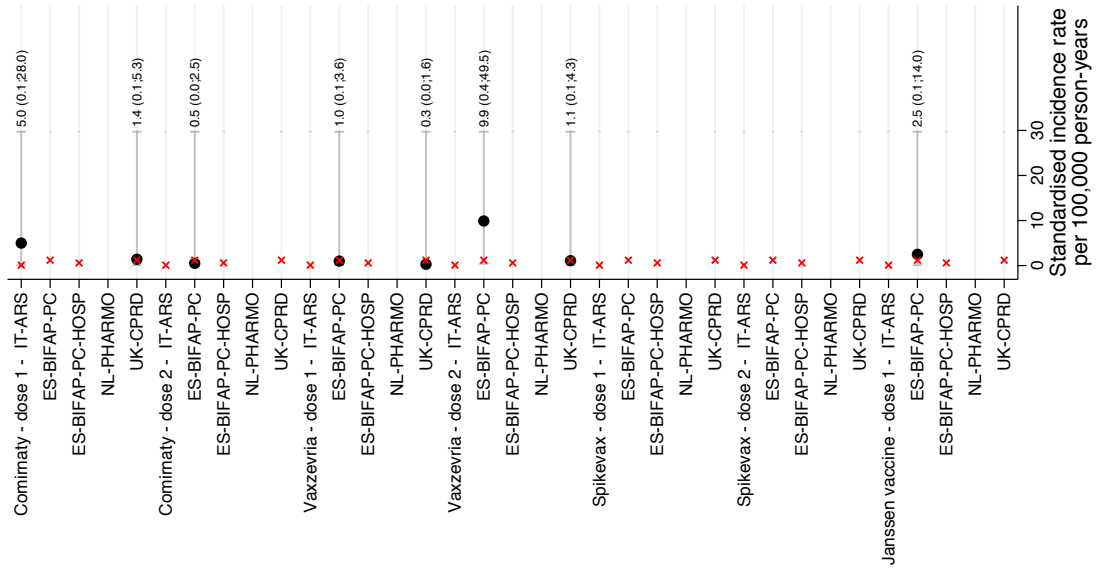 Comirnaty - dose 1 - IT-ARS
5.0 (0.1;28.0)
ES-BIFAP-PC
ES-BIFAP-PC-HOSP
NL-PHARMO
UK-CPRD
1.4 (0.1;5.3)
Comirnaty - dose 2 - IT-ARS
ES-BIFAP-PC
0.5 (0.0;2.5)
ES-BIFAP-PC-HOSP
NL-PHARMO
UK-CPRD
Vaxzevria - dose 1 - IT-ARS
ES-BIFAP-PC
1.0 (0.1;3.6)
ES-BIFAP-PC-HOSP
NL-PHARMO
UK-CPRD
0.3 (0.0;1.6)
Vaxzevria - dose 2 - IT-ARS
ES-BIFAP-PC
9.9 (0.4;49.5)
ES-BIFAP-PC-HOSP
NL-PHARMO
UK-CPRD
1.1 (0.1;4.3)
Spikevax - dose 1 - IT-ARS
ES-BIFAP-PC
ES-BIFAP-PC-HOSP
NL-PHARMO
UK-CPRD
Spikevax - dose 2 - IT-ARS
ES-BIFAP-PC
ES-BIFAP-PC-HOSP
NL-PHARMO
UK-CPRD
Janssen vaccine - dose 1 - IT-ARS
ES-BIFAP-PC
2.5 (0.1;14.0)
ES-BIFAP-PC-HOSP
NL-PHARMO
UK-CPRD
0 10 20 30
Standardised incidence rate
per 100,000 person-years